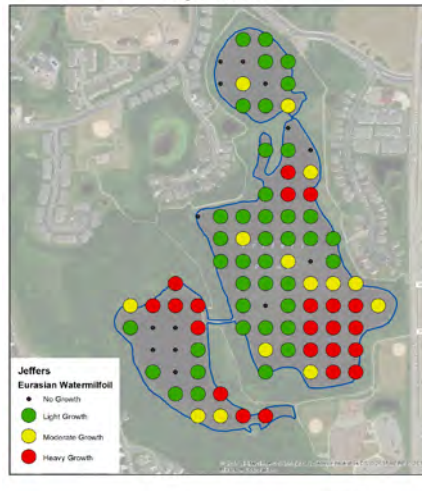 Jeffers
Eurasian Watermilfoil
No Growth
Light Growth
Moderate Growth
Heavy Growth